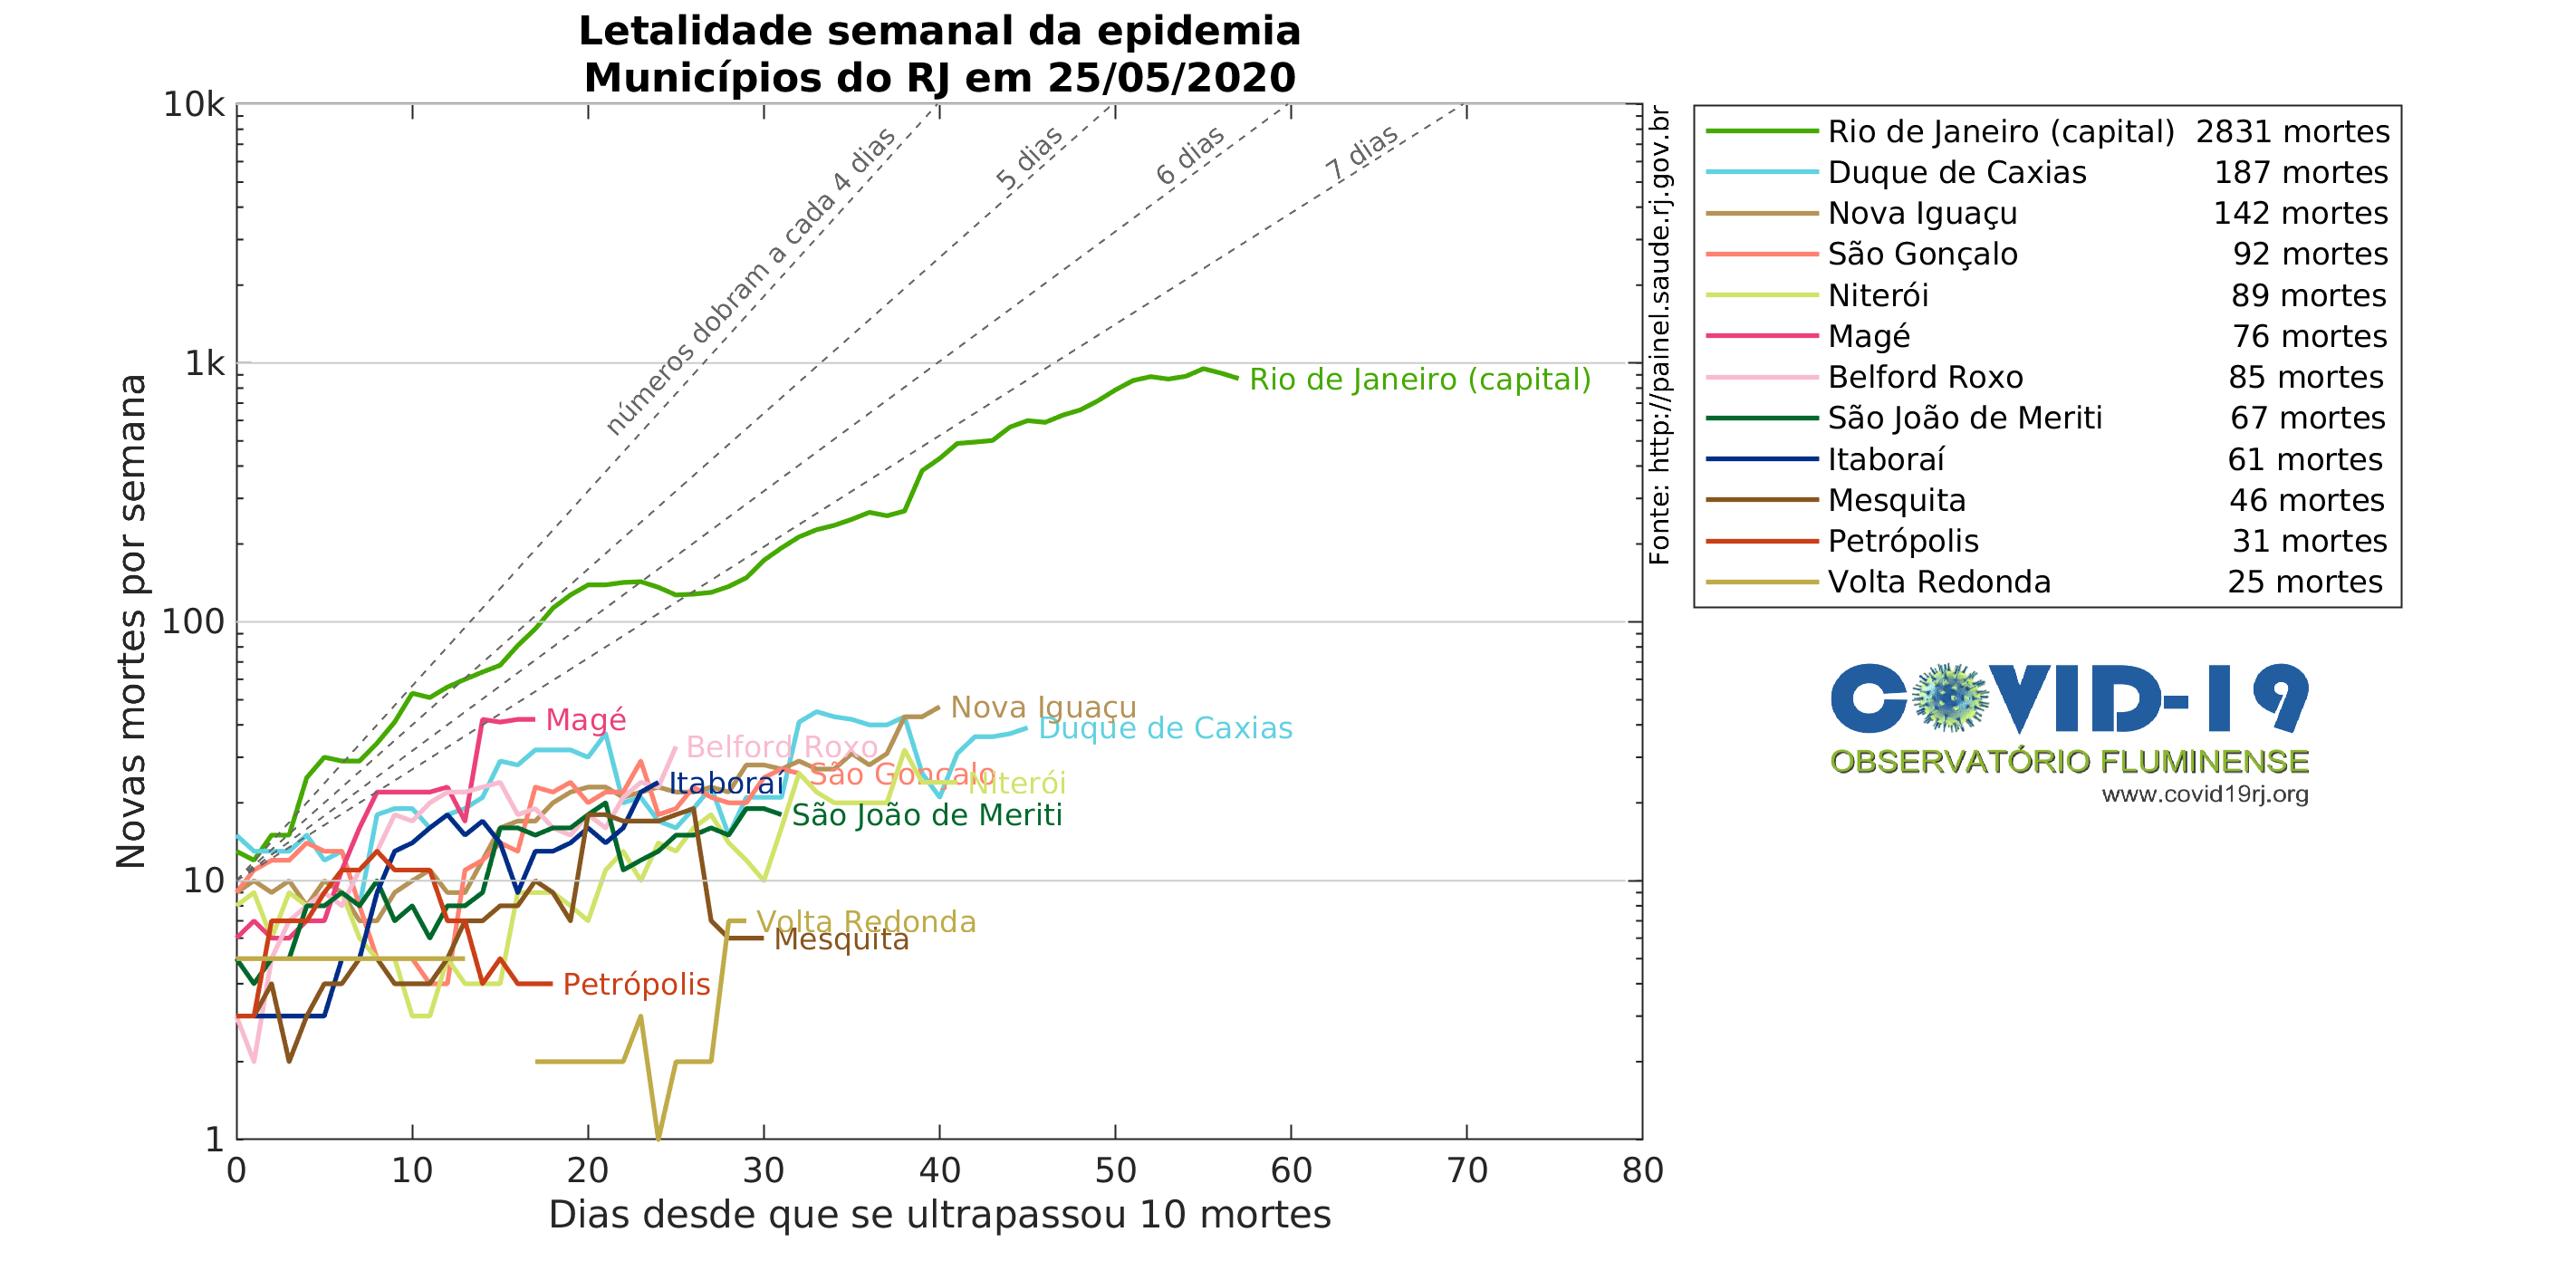 Letalidade semanal da epidemia
Municípios do RJ em 25/05/2020
Novas mortes por semana
10k
1k
100
10
1
números dobram a cada 4 dias
5 dias
6 dias
7 dias
Rio de Janeiro (capital)
Nova Iguaçu
Magé
Duque de Caxias
Belford Roxo
São Gonçalo
Itaboraí
Niterói
São João de Meriti
Volta Redonda
Mesquita
Petrópolis
0 10 20 30 40 50 60 70 80
Dias desde que se ultrapassou 10 mortes
Fonte: http://painel.saude.rj.gov.br
Rio de Janeiro (capital) 2831 mortes
Duque de Caxias 187 mortes
Nova Iguaçu 142 mortes
São Gonçalo 92 mortes
Niterói 89 mortes
Magé 76 mortes
Belford Roxo 85 mortes
São João de Meriti 67 mortes
Itaboraí 61 mortes
Mesquita 46 mortes
Petrópolis 31 mortes
Volta Redonda 25 mortes
COVID-19
OBSERVATÓRIO FLUMINENSE
www.covid19rj.org